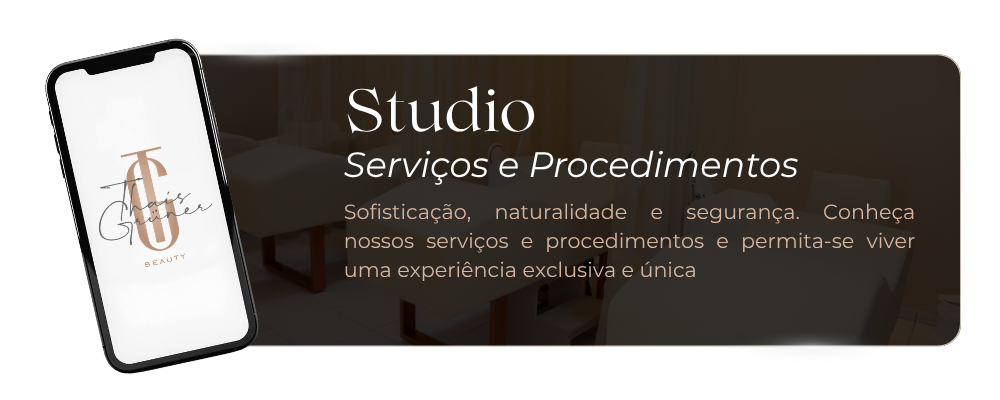 Thais
Grüner
BEAUTY
Studio
Serviços e Procedimentos
Sofisticação, naturalidade e segurança. Conheça
nossos serviços e procedimentos e permita-se viver
uma experiência exclusiva e única